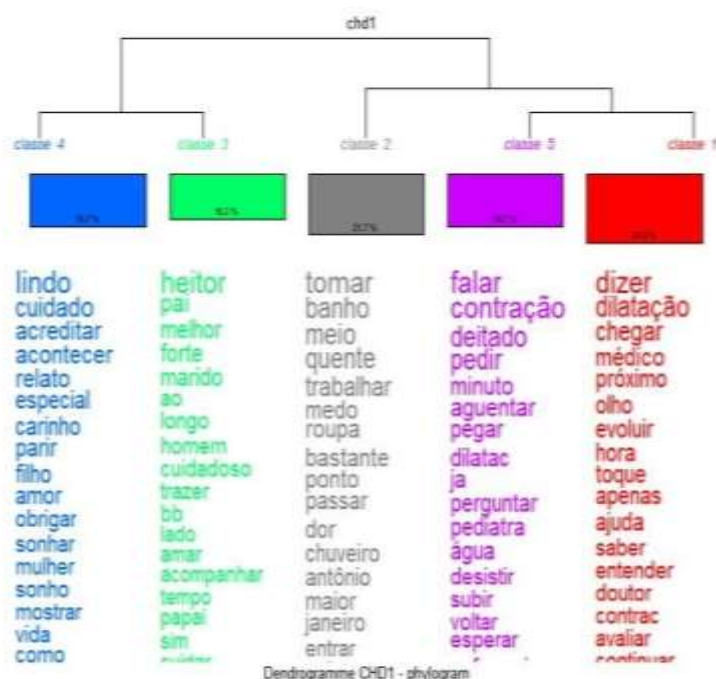 chd1
classe 4
classe 3
classe 2
classe 5
classe 1
21,7%
lindo
cuidado
acreditar
acontecer
relato
especial
carinho
parir
filho
amor
obrigar
sonhar
mulher
sonho
mostrar
vida
como
heitor
pai
melhor
forte
marido
ao
longo
homem
cuidadoso
trazer
bb
lado
amar
acompanhar
tempo
papai
sim
cuidar
tomar
banho
meio
quente
trabalhar
medo
roupa
bastante
ponto
passar
dor
chuveiro
antônio
maior
janeiro
entrar
falar
contração
deitado
pedir
minuto
aguentar
pegar
dilatac
ja
perguntar
pediatra
água
desistir
subir
voltar
esperar
dizer
dilatação
chegar
médico
próximo
olho
evoluir
hora
toque
apenas
ajuda
saber
entender
doutor
contrac
avaliar
continuar
Dendrogramme CHD1 - phylogram